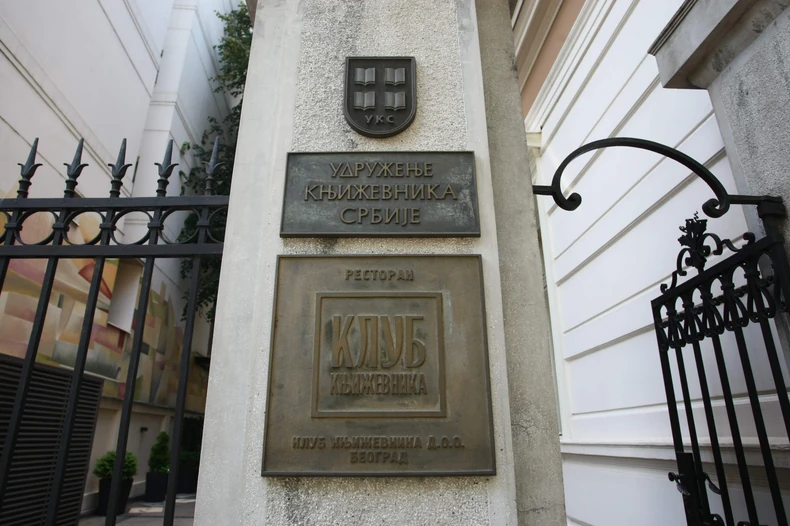 УКС
УДРУЖЕЊЕ
КЊИЖЕВНИКА
СРБИЈЕ
РЕСТОРАН
КЛУБ
КЊИЖЕВНИКА
КЛУБ КЊИЖЕВНИКА Д.О.О.
БЕОГРАД